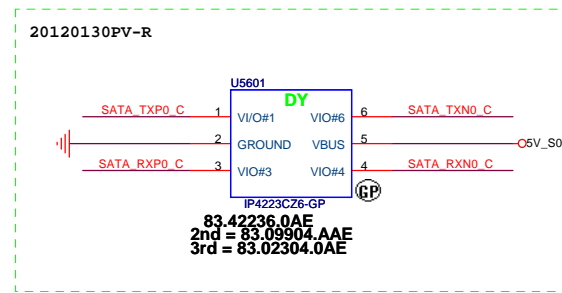 20120130PV-R
U5601
DY
SATA_TXP0_C 1 VI/O#1 VIO#6 6 SATA_TXN0_C
2 GROUND VBUS 5 5V_S0
SATA_RXP0_C 3 VIO#3 VIO#4 4 SATA_RXN0_C
GP
IP4223CZ6-GP
83.42236.0AE
2nd = 83.09904.AAE
3rd = 83.02304.0AE